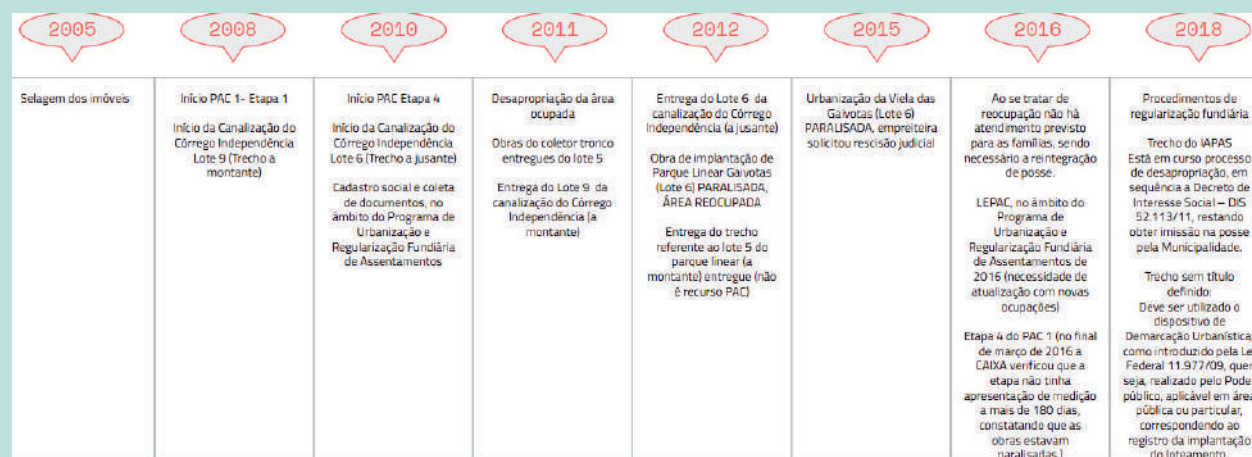 2005
2008
2010
2011
2012
2015
2016
2018
Selagem dos imóveis
Início PAC 1- Etapa 1
Início da Canalização do
Córrego Independência
Lote 9 (Trecho a
montante)
Início PAC Etapa 4
Início da Canalização do
Córrego Independência
Lote 6 (Trecho a jusante)
Cadastro social e coleta
de documentos, no
âmbito do Programa de
Urbanização e
Regularização Fundiária
de Assentamentos
Desapropriação da área
ocupada
Obras do coletor tronco
entregues do lote 5
Entrega do Lote 9 da
canalização do Córrego
Independência (a
montante)
Entrega do Lote 6 da
canalização do Córrego
Independência (a jusante)
Obra de implantação de
Parque Linear Gaivotas
(Lote 6) PARALISADA,
ÁREA REOCUPADA
Entrega do trecho
referente ao lote 5 do
parque linear (a
montante) entregue (não
é recurso PAC)
Urbanização da Viela das
Gaivotas (Lote 6)
PARALISADA, empreiteira
solicitou rescisão judicial
Ao se tratar de
reocupação não há
atendimento previsto
para as famílias, sendo
necessário a reintegração
de posse.
LEPAC, no âmbito do
Programa de
Urbanização e
Regularização Fundiária
de Assentamentos de
2016 (necessidade de
atualização com novas
ocupações)
Etapa 4 do PAC 1 (no final
de março de 2016 a
CAIXA verificou que a
etapa não tinha
apresentação de medição
a mais de 180 dias,
constatando que as
obras estavam
paralisadas.)
Procedimentos de
regularização fundiária
Trecho do IAPAS
Está em curso processo
de desapropriação, em
sequência a Decreto de
Interesse Social – DIS
52.113/11, restando
obter imissão na posse
pela Municipalidade.
Trecho sem título
definido:
Deve ser utilizado o
dispositivo de
Demarcação Urbanística,
como introduzido pela Le
Federal 11.977/09, quer
seja, realizado pelo Pode
público, aplicável em área
pública ou particular,
correspondendo ao
registro da implantação
do loteamento